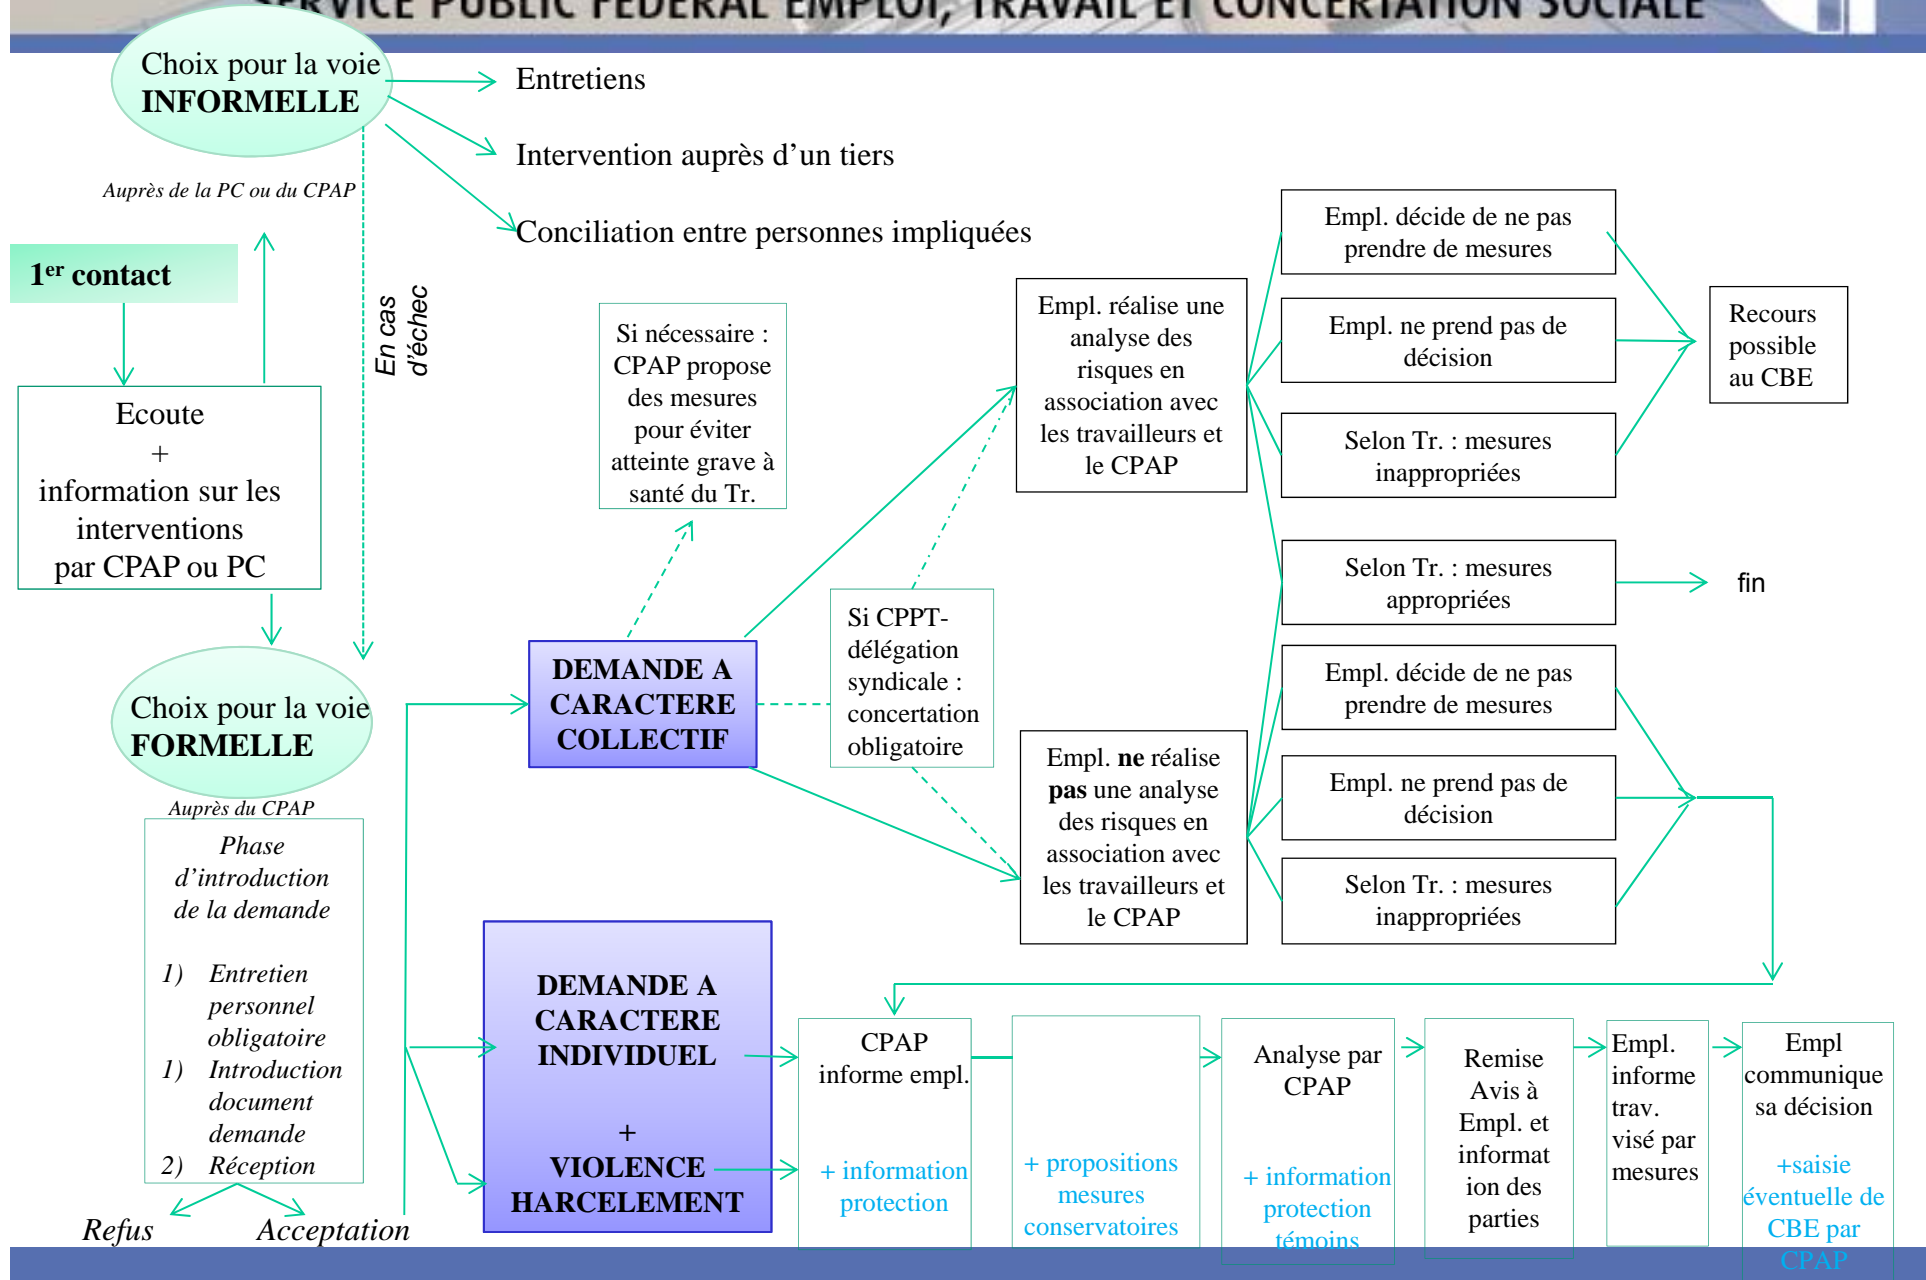 SERVICE PUBLIC FEDERAL EMPLOI, TRAVAIL ET CONCERTATION SOCIALE
Choix pour la voie
INFORMELLE
Auprès de la PC ou du CPAP
Entretiens
Intervention auprès d’un tiers
Conciliation entre personnes impliquées
1er contact
En cas
d’échec
Ecoute
+
information sur les
interventions
par CPAP ou PC
Choix pour la voie
FORMELLE
Auprès du CPAP
Phase
d’introduction
de la demande
1) Entretien
personnel
obligatoire
1) Introduction
document
demande
2) Réception
Refus
Acceptation
Si nécessaire :
CPAP propose
des mesures
pour éviter
atteinte grave à
santé du Tr.
DEMANDE A
CARACTERE
COLLECTIF
Si CPPT-
délégation
syndicale :
concertation
obligatoire
Empl. réalise une
analyse des
risques en
association avec
les travailleurs et
le CPAP
Empl. ne réalise
pas une analyse
des risques en
association avec
les travailleurs et
le CPAP
Empl. décide de ne pas
prendre de mesures
Empl. ne prend pas de
décision
Selon Tr. : mesures
inappropriées
Recours
possible
au CBE
Selon Tr. : mesures
appropriées
fin
Empl. décide de ne pas
prendre de mesures
Empl. ne prend pas de
décision
Selon Tr. : mesures
inappropriées
DEMANDE A
CARACTERE
INDIVIDUEL
+
VIOLENCE
HARCELEMENT
CPAP
informe empl.
+ information
protection
+ propositions
mesures
conservatoires
Analyse par
CPAP
+ information
protection
témoins
Remise
Avis à
Empl. et
informat
ion des
parties
Empl.
informe
trav.
visé par
mesures
Empl
communique
sa décision
+saisie
éventuelle de
CBE par
CPAP